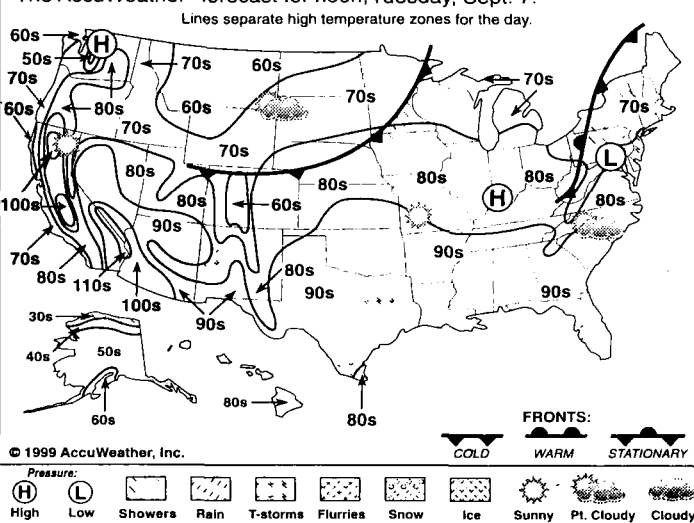 The AccuWeather forecast for noon, Tuesday, Sept. 7.
Lines separate high temperature zones for the day.
60s
H
50s
70s
60s
70s
70s
60s
80s
60s
70s
70s
70s
70s
L
80s
80s
80s
80s
80s
80s
60s
H
100s
90s
90s
70s
80s
110s
100s
90s
80s
90s
90s
30s
40s
50s
60s
80s
80s
FRONTS:
COLD WARM STATIONARY
© 1999 AccuWeather, Inc.
Pressure:
H L
High Low Showers Rain T-storms Flurries Snow Ice Sunny Pt. Cloudy Cloudy